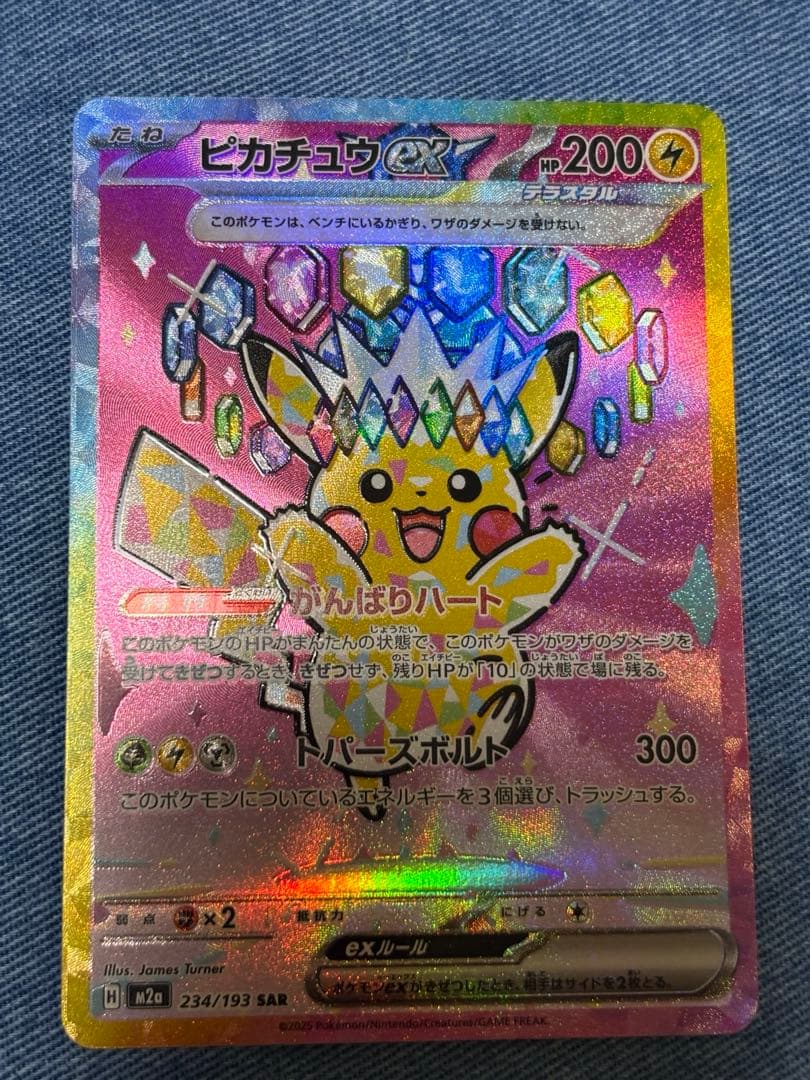 たね ピカチュウex HP200
テラスタル
このポケモンは、ベンチにいるかぎり、ワザのダメージを受けない。
特性 がんばりハート
このポケモンのHPがまんたんの状態で、このポケモンがワザのダメージを
受けてきぜつするとき、きぜつせず、残りHPが「10」の状態で場に残る。
トパーズボルト 300
このポケモンについているエネルギーを3個選び、トラッシュする。
弱点 ×2 抵抗力 にげる
exルール
ポケモンexがきぜつしたとき、相手はサイドを2枚とる。
Illus. James Turner
H m2a 234/193 SAR
©2025 Pokémon/Nintendo/Creatures/GAME FREAK.